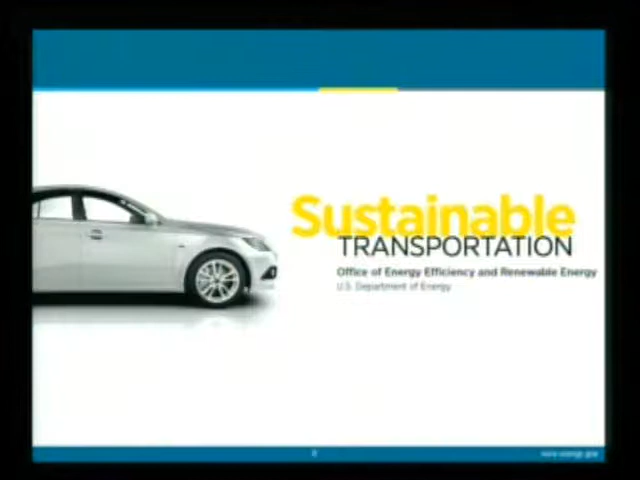 Sustainable
TRANSPORTATION
Office of Energy Efficiency and Renewable Energy
U.S. Department of Energy